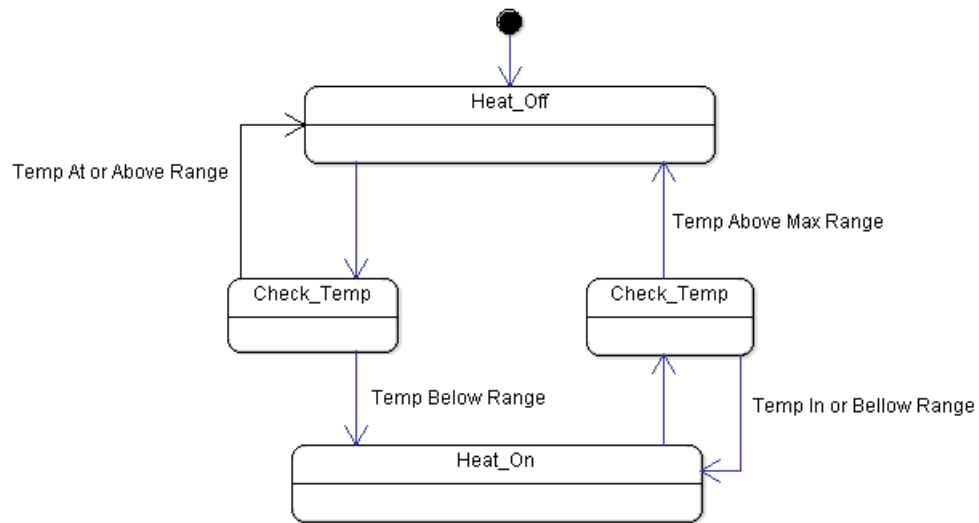 Heat_Off
Temp At or Above Range
Temp Above Max Range
Check_Temp
Check_Temp
Temp Below Range
Temp In or Bellow Range
Heat_On